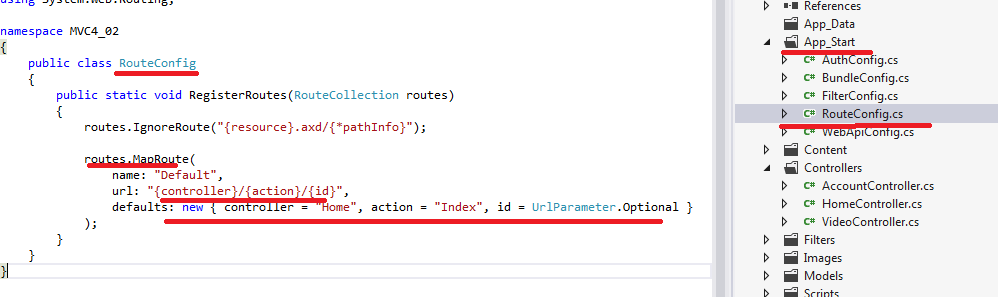 using System.Web.Routing;
namespace MVC4_02
{
public class RouteConfig
{
public static void RegisterRoutes(RouteCollection routes)
{
routes.IgnoreRoute("{resource}.axd/{*pathInfo}");
routes.MapRoute(
name: "Default",
url: "{controller}/{action}/{id}",
defaults: new { controller = "Home", action = "Index", id = UrlParameter.Optional }
);
}
}
}
References
App_Data
App_Start
C# AuthConfig.cs
C# BundleConfig.cs
C# FilterConfig.cs
C# RouteConfig.cs
C# WebApiConfig.cs
Content
Controllers
C# AccountController.cs
C# HomeController.cs
C# VideoController.cs
Filters
Images
Models
Scripts